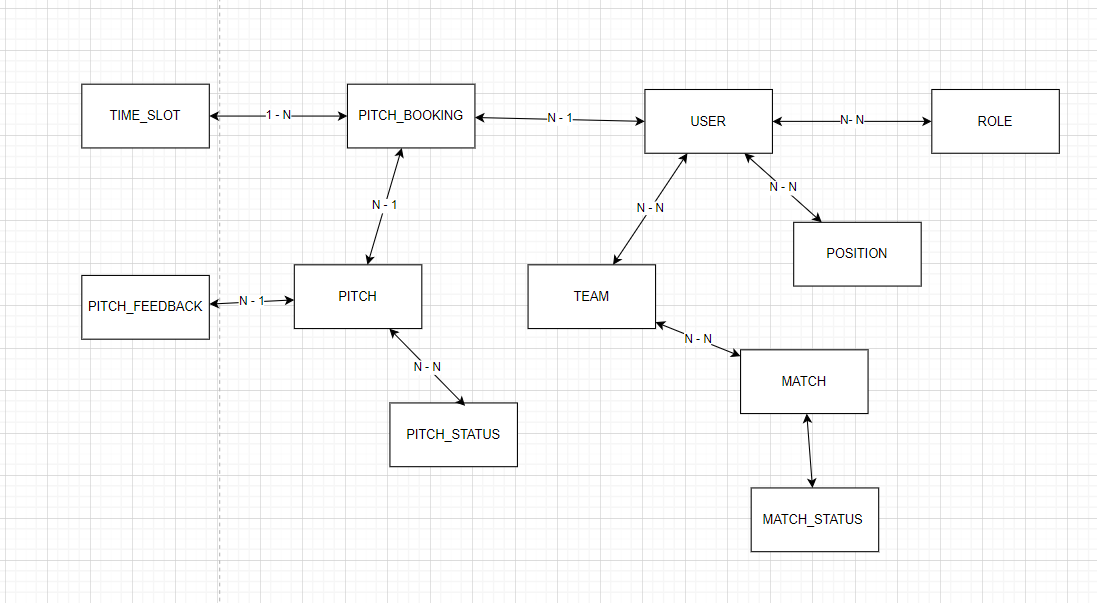 TIME_SLOT
1 - N
PITCH_BOOKING
N - 1
USER
N- N
ROLE
N - 1
N - N
N - N
POSITION
PITCH_FEEDBACK
N - 1
PITCH
TEAM
N - N
N - N
MATCH
PITCH_STATUS
MATCH_STATUS